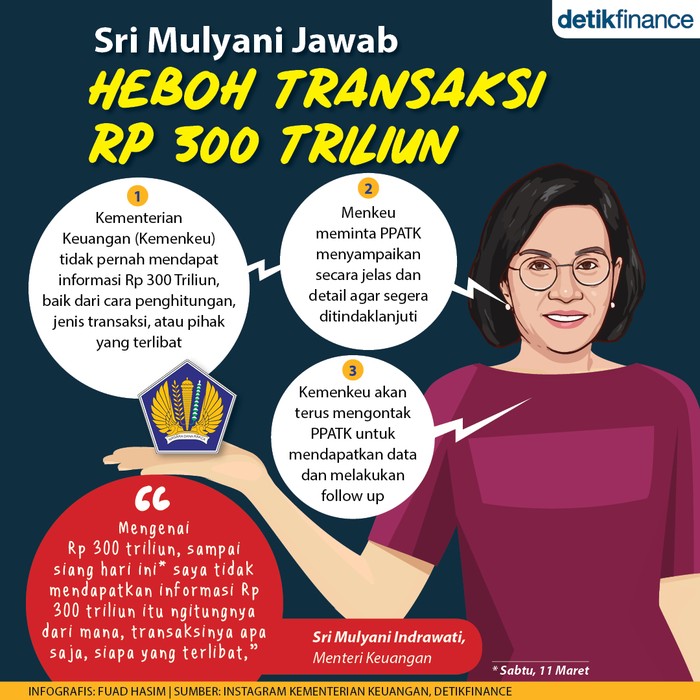 detikfinance
Sri Mulyani Jawab
HEBOH TRANSAKSI
RP 300 TRILIUN
1
Kementerian
Keuangan (Kemenkeu)
tidak pernah mendapat
informasi Rp 300 Triliun,
baik dari cara penghitungan,
jenis transaksi, atau pihak
yang terlibat
2
Menkeu
meminta PPATK
menyampaikan
secara jelas dan
detail agar segera
ditindaklanjuti
3
Kemenkeu akan
terus mengontak
PPATK untuk
mendapatkan data
dan melakukan
follow up
“
Mengenai
Rp 300 triliun, sampai
siang hari ini* saya tidak
mendapatkan informasi Rp
300 triliun itu ngitungnya
dari mana, transaksinya apa
saja, siapa yang terlibat,”
Sri Mulyani Indrawati,
Menteri Keuangan
* Sabtu, 11 Maret
INFOGRAFIS: FUAD HASIM | SUMBER: INSTAGRAM KEMENTERIAN KEUANGAN, DETIKFINANCE